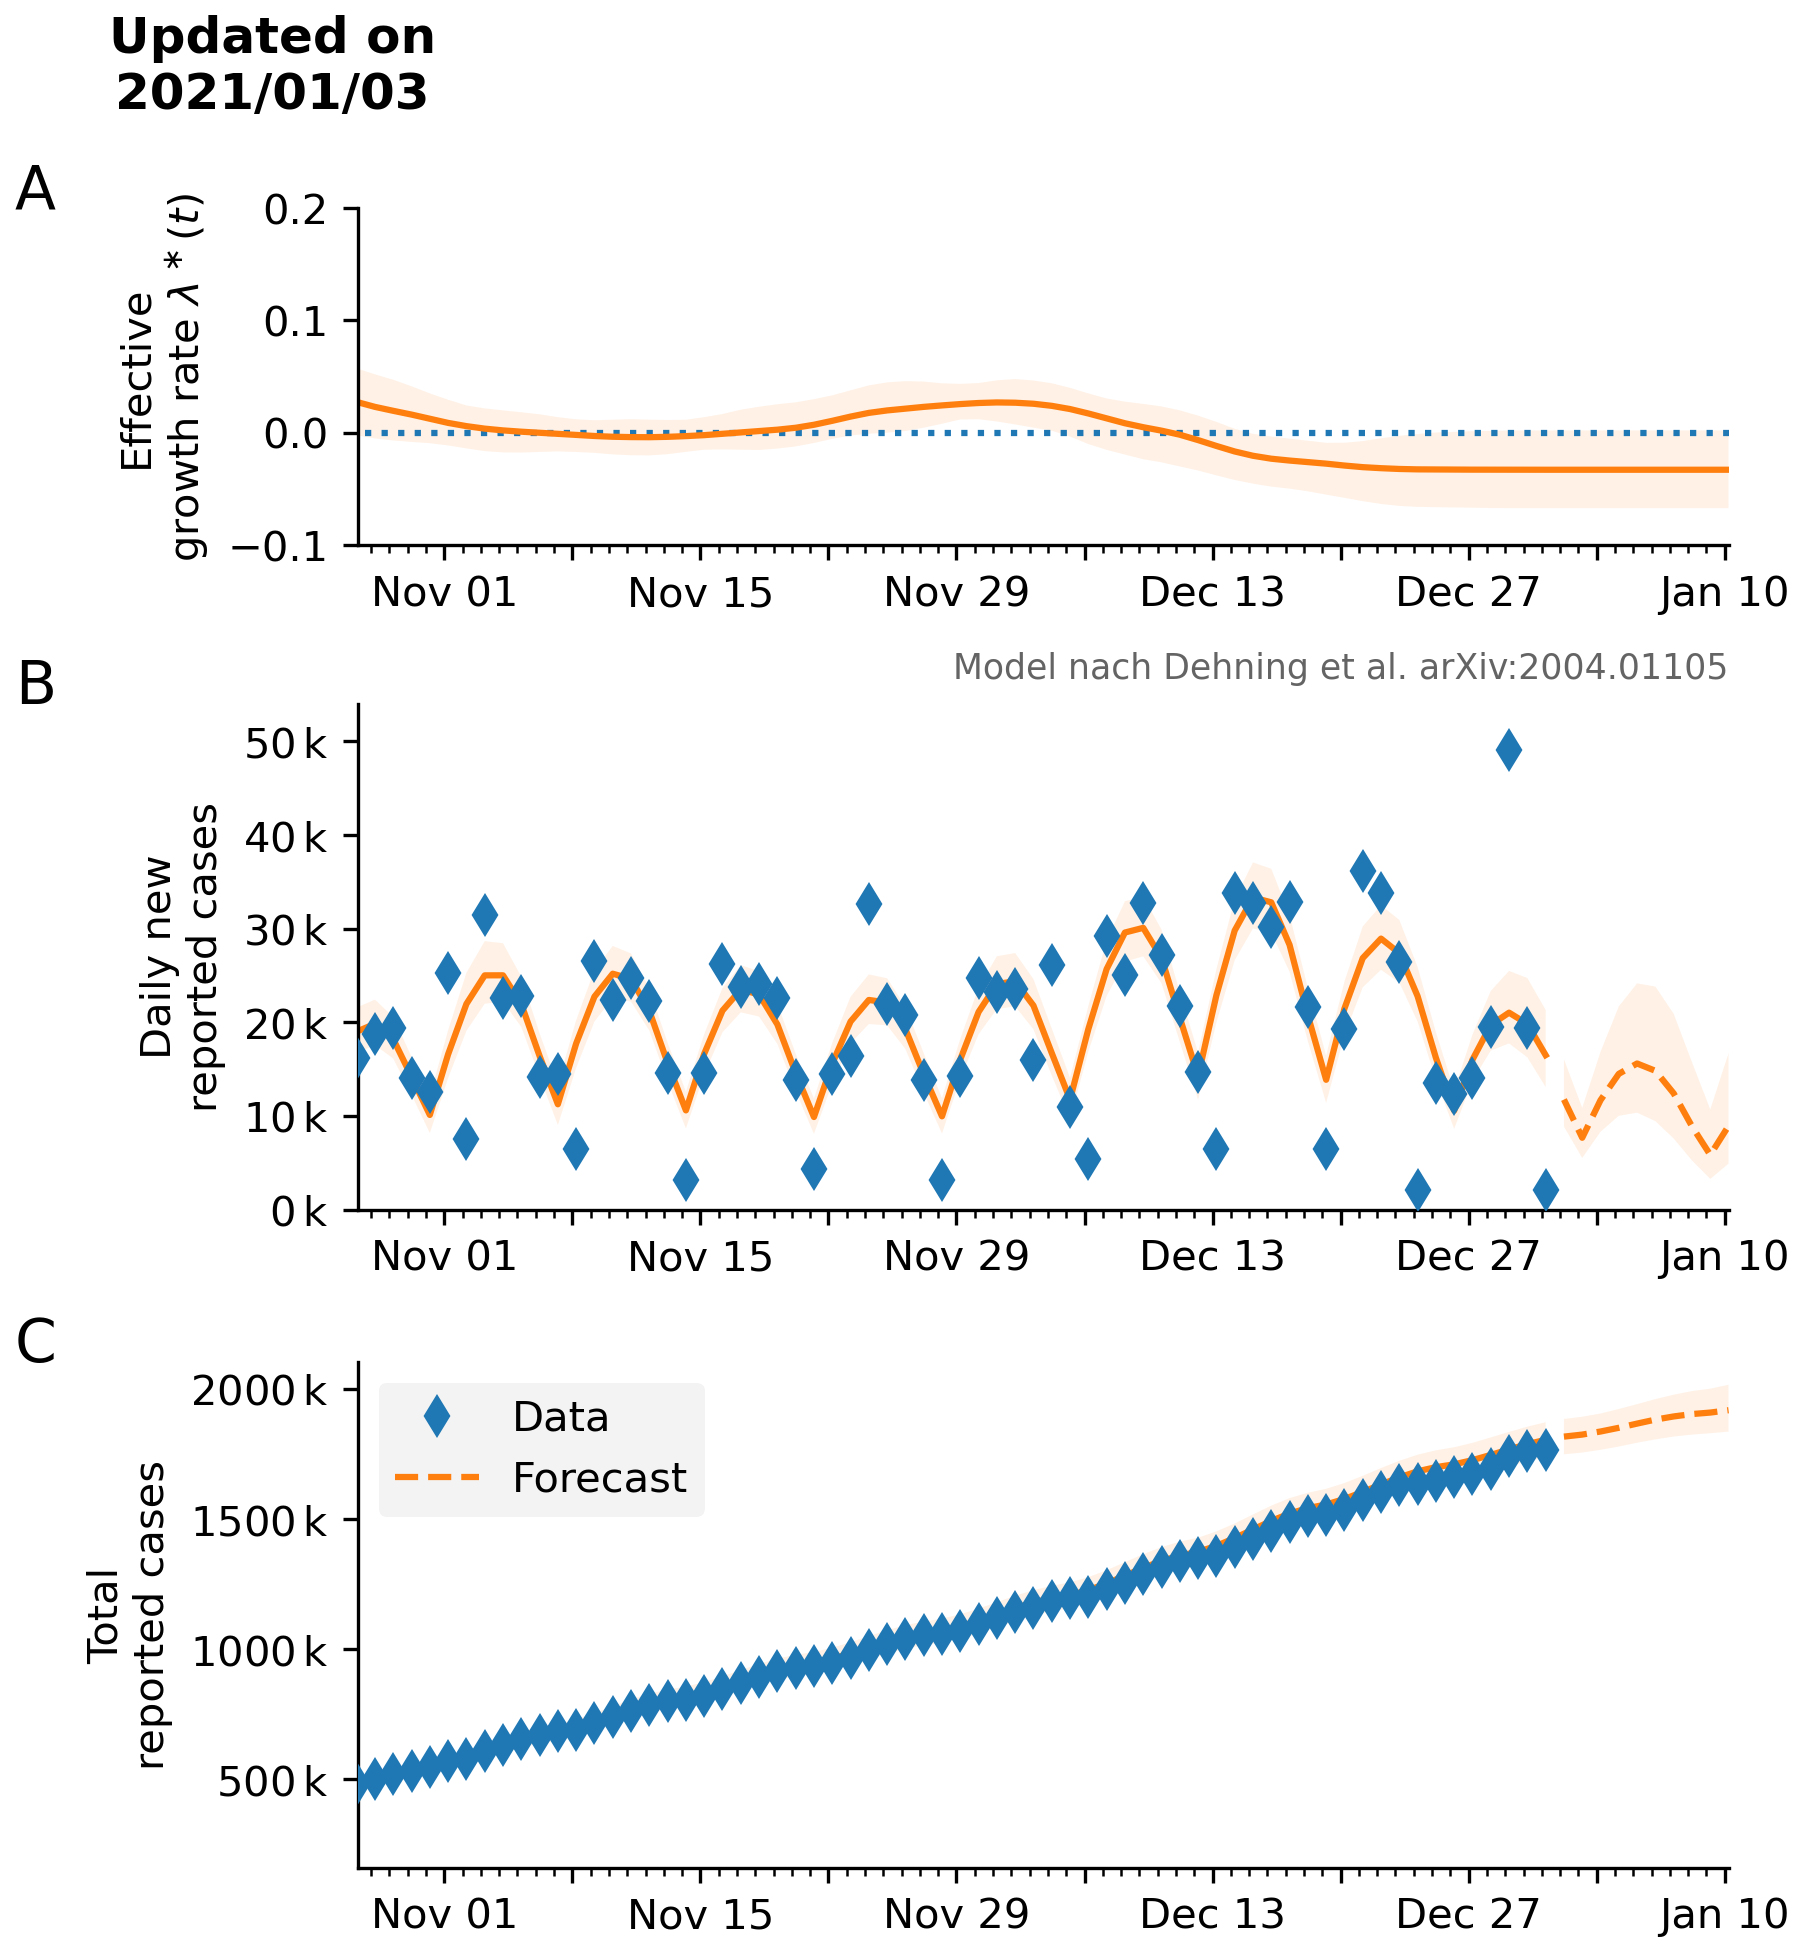 Updated on
2021/01/03
A
Effective
growth rate λ * (t)
0.2
0.1
0.0
−0.1
Nov 01 Nov 15 Nov 29 Dec 13 Dec 27 Jan 10
Model nach Dehning et al. arXiv:2004.01105
B
Daily new
reported cases
50 k
40 k
30 k
20 k
10 k
0 k
Nov 01 Nov 15 Nov 29 Dec 13 Dec 27 Jan 10
C
Total
reported cases
2000 k
1500 k
1000 k
500 k
Data
Forecast
Nov 01 Nov 15 Nov 29 Dec 13 Dec 27 Jan 10